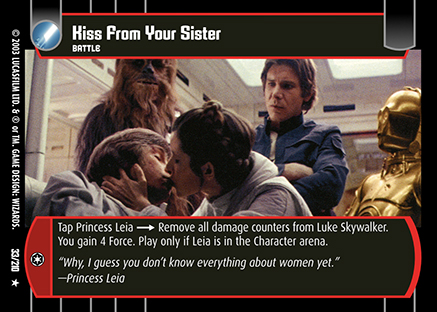 Kiss From Your Sister
BATTLE
Tap Princess Leia → Remove all damage counters from Luke Skywalker.
You gain 4 Force. Play only if Leia is in the Character arena.
“Why, I guess you don’t know everything about women yet.”
—Princess Leia
© 2003 LUCASFILM LTD. & ® or TM. GAME DESIGN: WIZARDS.
313/210